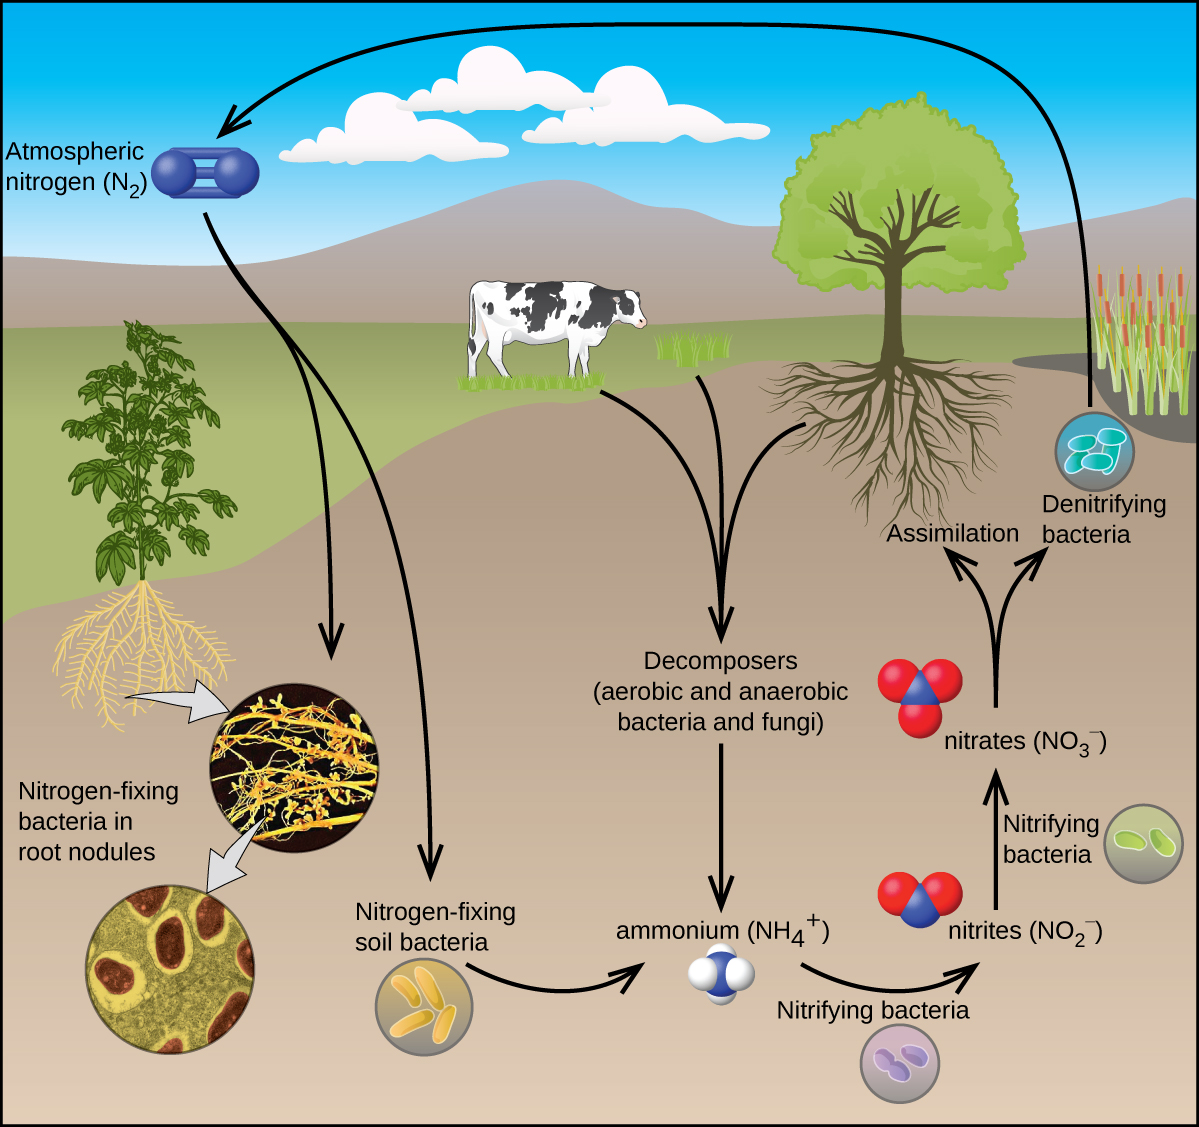 Atmospheric
nitrogen (N₂)
Denitrifying
bacteria
Assimilation
Decomposers
(aerobic and anaerobic
bacteria and fungi)
nitrates (NO₃⁻)
Nitrogen-fixing
bacteria in
root nodules
Nitrifying
bacteria
Nitrogen-fixing
soil bacteria
ammonium (NH₄⁺)
nitrites (NO₂⁻)
Nitrifying bacteria